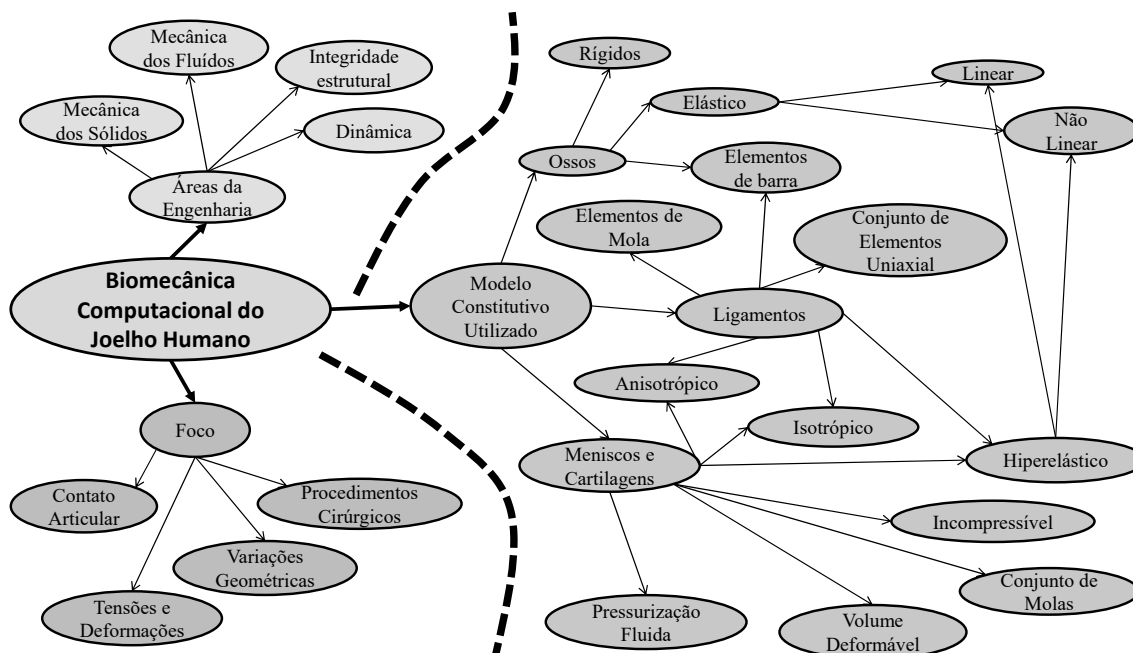 Mecânica
dos Fluídos
Integridade
estrutural
Mecânica
dos Sólidos
Dinâmica
Áreas da
Engenharia
Biomecânica
Computacional do
Joelho Humano
Foco
Contato
Articular
Procedimentos
Cirúrgicos
Variações
Geométricas
Tensões e
Deformações
Rígidos
Linear
Elástico
Não
Linear
Ossos
Elementos
de barra
Elementos de
Mola
Conjunto de
Elementos
Uniaxial
Modelo
Constitutivo
Utilizado
Ligamentos
Anisotrópico
Isotrópico
Meniscos e
Cartilagens
Hiperelástico
Incompressível
Conjunto de
Molas
Pressurização
Fluida
Volume
Deformável